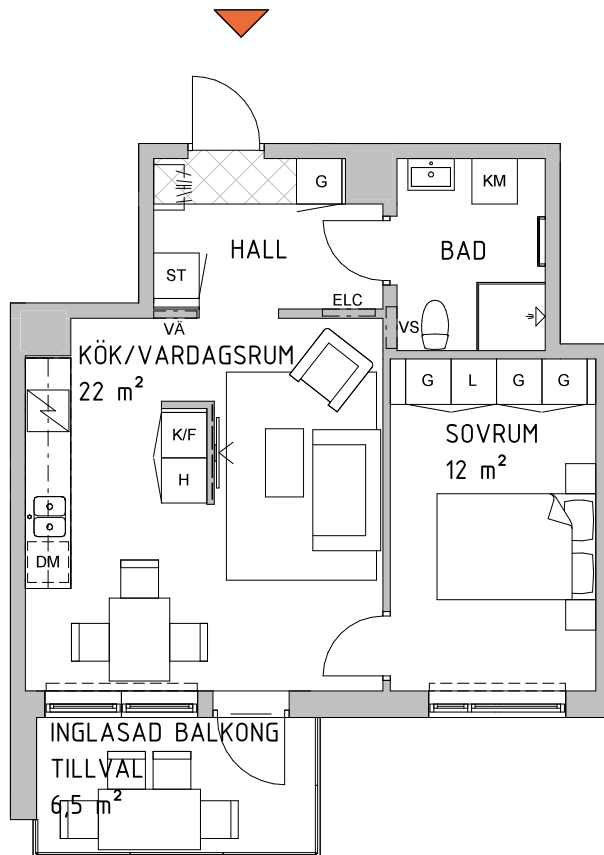 G
KM
HALL
BAD
ST
ELC
VÄ
VS
KÖK/VARDAGSRUM
22 m²
G
L
G
G
K/F
H
SOVRUM
12 m²
DM
INGLASAD BALKONG
TILLVAL
6,5 m²